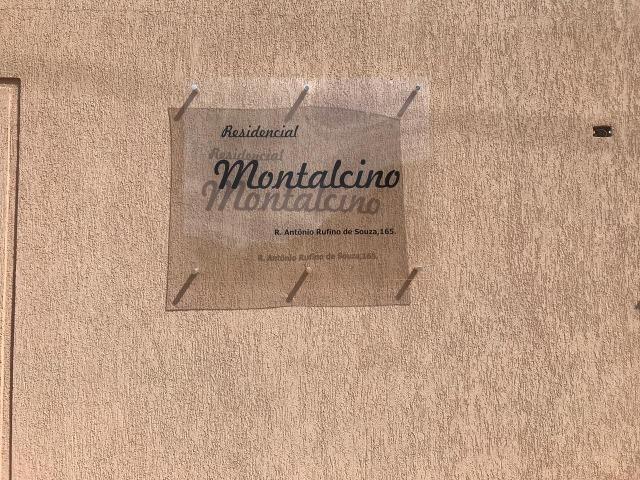 Residencial
Montalcino
R. Antônio Rufino de Souza,165.